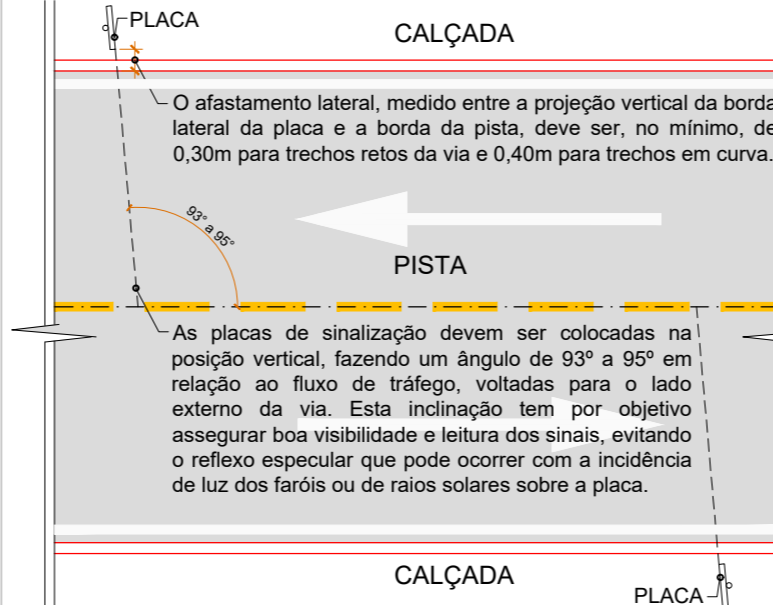 PLACA
CALÇADA
O afastamento lateral, medido entre a projeção vertical da borda
lateral da placa e a borda da pista, deve ser, no mínimo, de
0,30m para trechos retos da via e 0,40m para trechos em curva.
93° a 95°
PISTA
As placas de sinalização devem ser colocadas na
posição vertical, fazendo um ângulo de 93º a 95º em
relação ao fluxo de tráfego, voltadas para o lado
externo da via. Esta inclinação tem por objetivo
assegurar boa visibilidade e leitura dos sinais, evitando
o reflexo especular que pode ocorrer com a incidência
de luz dos faróis ou de raios solares sobre a placa.
CALÇADA
PLACA